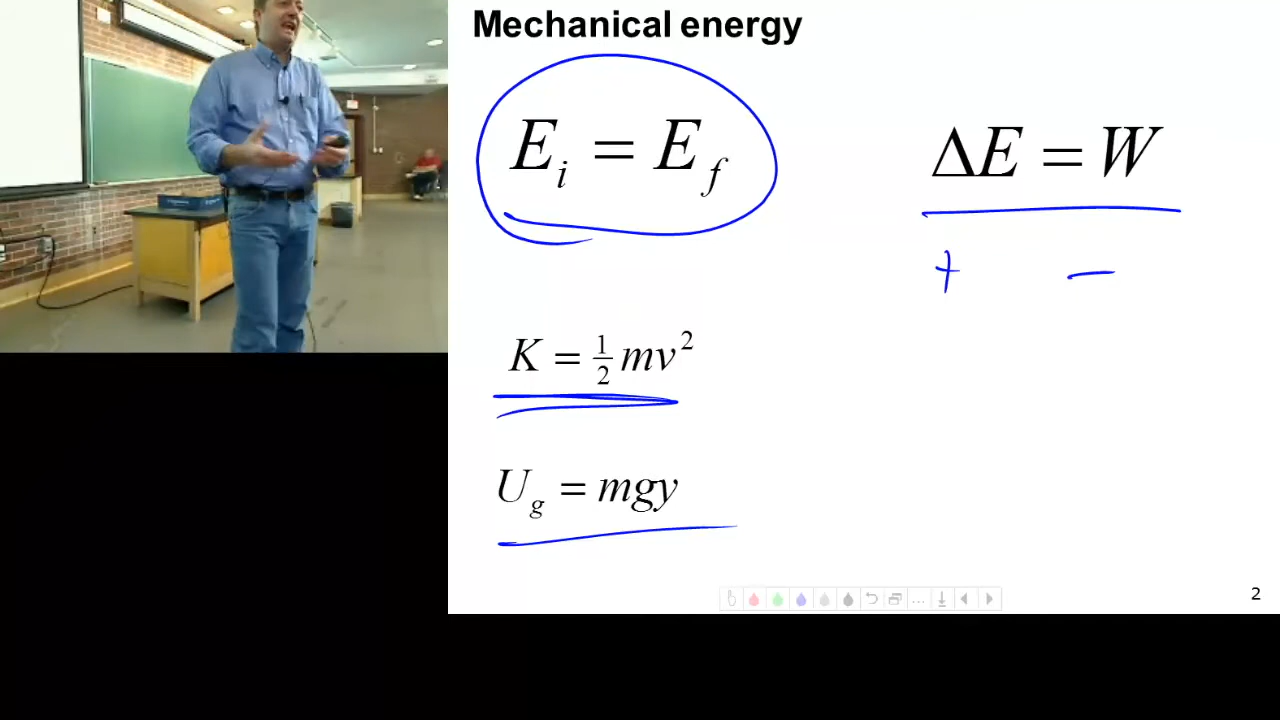 Mechanical energy
E_i = E_f
ΔE = W
+ −
K = ½mv²
U_g = mgy
...
2